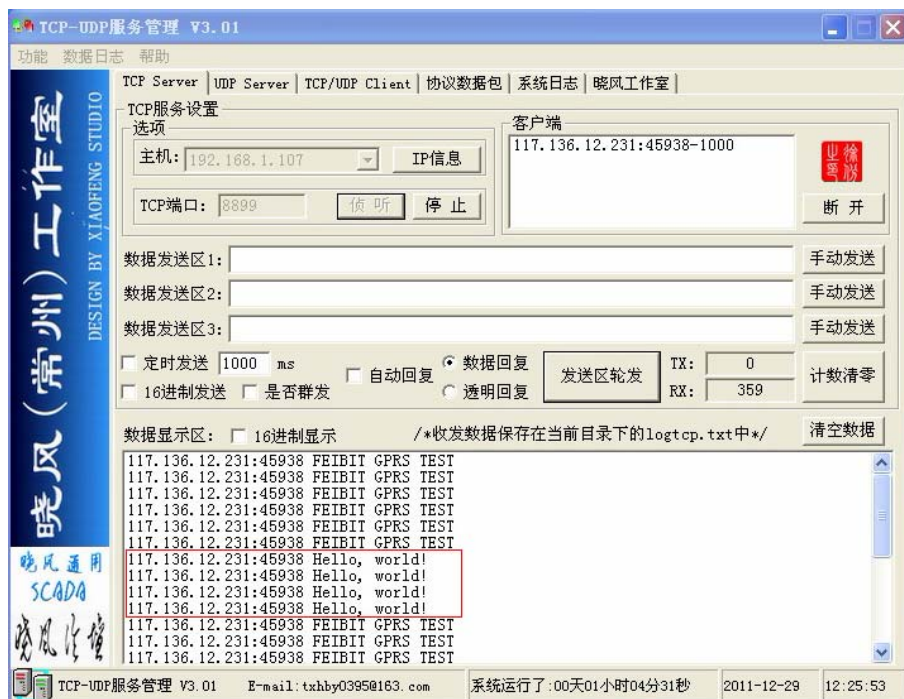 TCP-UDP服务管理 V3.01
功能 数据日志 帮助
晓风(常州)工作室
DESIGN BY XIAOFENG STUDIO
晓风通用
SCADA
晓风论坛
TCP Server UDP Server TCP/UDP Client 协议数据包 系统日志 晓风工作室
TCP服务设置
选项
主机: 192.168.1.107 IP信息
TCP端口: 8899 侦听 停止
客户端
117.136.12.231:45938-1000
断开
数据发送区1: 手动发送
数据发送区2: 手动发送
数据发送区3: 手动发送
定时发送 1000 ms 自动回复 数据回复 发送区轮发 TX: 0 计数清零
16进制发送 是否群发 透明回复 RX: 359
数据显示区: 16进制显示 /*收发数据保存在当前目录下的logtcp.txt中*/ 清空数据
117.136.12.231:45938 FEIBIT GPRS TEST
117.136.12.231:45938 FEIBIT GPRS TEST
117.136.12.231:45938 FEIBIT GPRS TEST
117.136.12.231:45938 FEIBIT GPRS TEST
117.136.12.231:45938 FEIBIT GPRS TEST
117.136.12.231:45938 FEIBIT GPRS TEST
117.136.12.231:45938 Hello, world!
117.136.12.231:45938 Hello, world!
117.136.12.231:45938 Hello, world!
117.136.12.231:45938 Hello, world!
117.136.12.231:45938 FEIBIT GPRS TEST
117.136.12.231:45938 FEIBIT GPRS TEST
117.136.12.231:45938 FEIBIT GPRS TEST
TCP-UDP服务管理 V3.01 E-mail:txhby0395@163.com 系统运行了:00天01小时04分31秒 2011-12-29 12:25:53